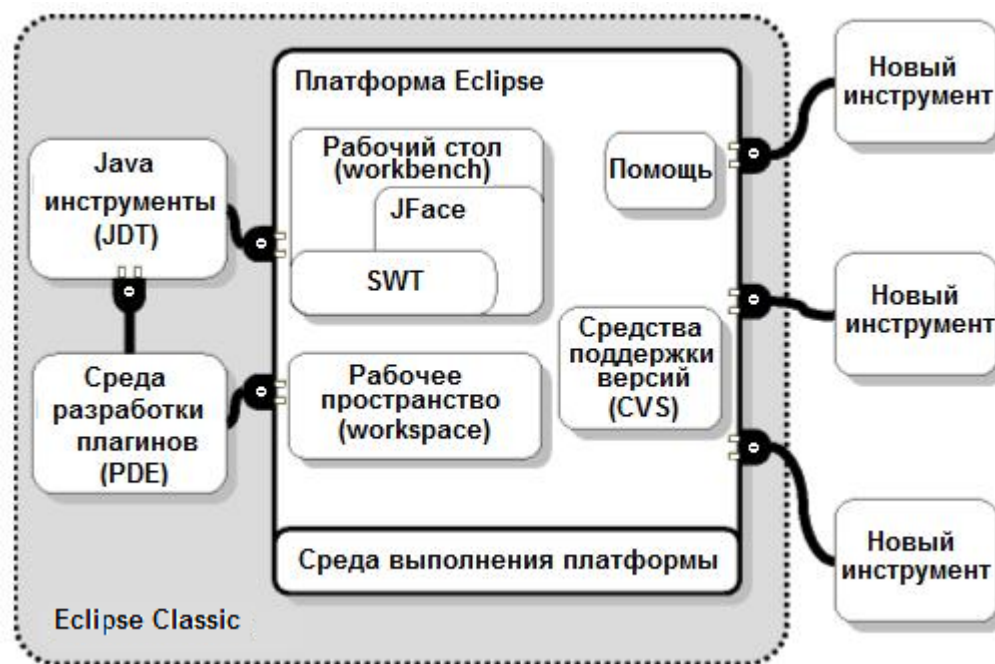 Платформа Eclipse
Рабочий стол
(workbench)
JFace
SWT
Помощь
Средства
поддержки
версий
(CVS)
Рабочее
пространство
(workspace)
Среда выполнения платформы
Java
инструменты
(JDT)
Среда
разработки
плагинов
(PDE)
Eclipse Classic
Новый
инструмент
Новый
инструмент
Новый
инструмент